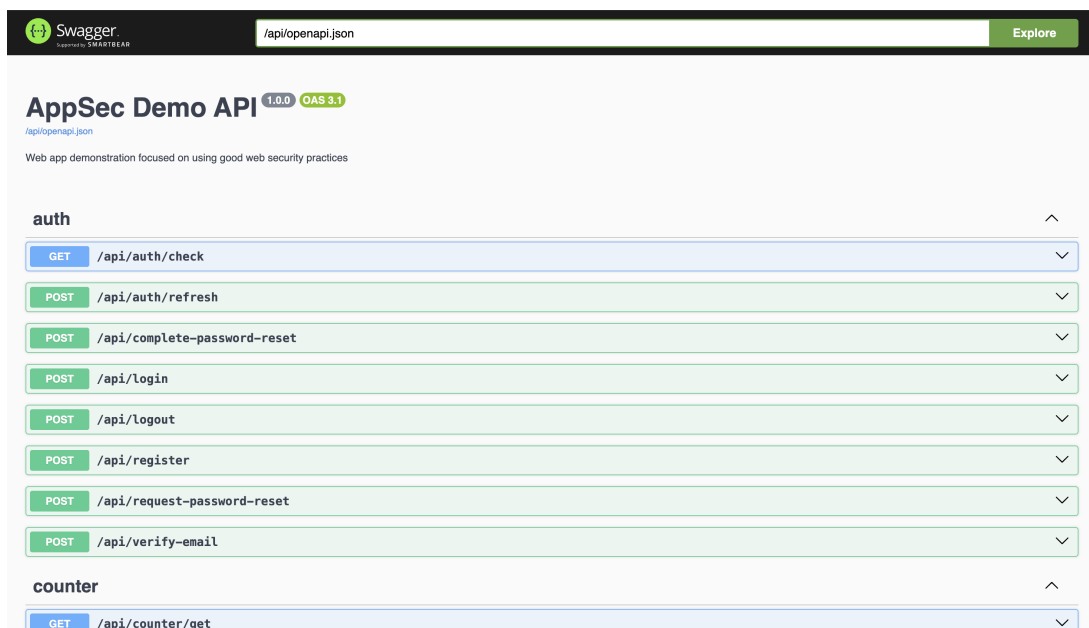 Swagger.
Supported by SMARTBEAR
/api/openapi.json
Explore
AppSec Demo API 1.0.0 OAS 3.1
/api/openapi.json
Web app demonstration focused on using good web security practices
auth
GET /api/auth/check
POST /api/auth/refresh
POST /api/complete-password-reset
POST /api/login
POST /api/logout
POST /api/register
POST /api/request-password-reset
POST /api/verify-email
counter
GET /api/counter/get